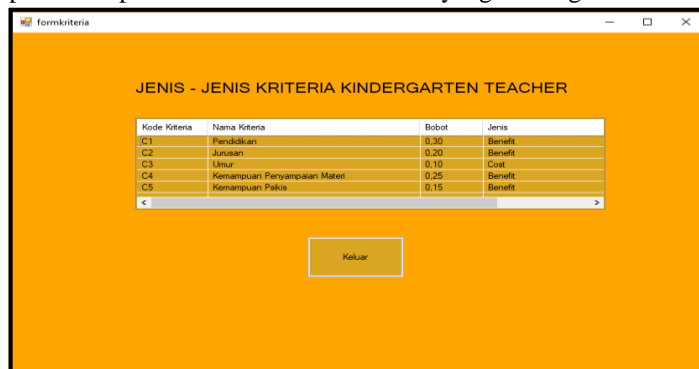 formkriteria
JENIS - JENIS KRITERIA KINDERGARTEN TEACHER
Kode Kriteria Nama Kriteria Bobot Jenis
C1 Pendidikan 0,30 Benefit
C2 Jurusan 0,20 Benefit
C3 Umur 0,10 Cost
C4 Kemampuan Penyampaian Materi 0,25 Benefit
C5 Kemampuan Psikis 0,15 Benefit
Keluar